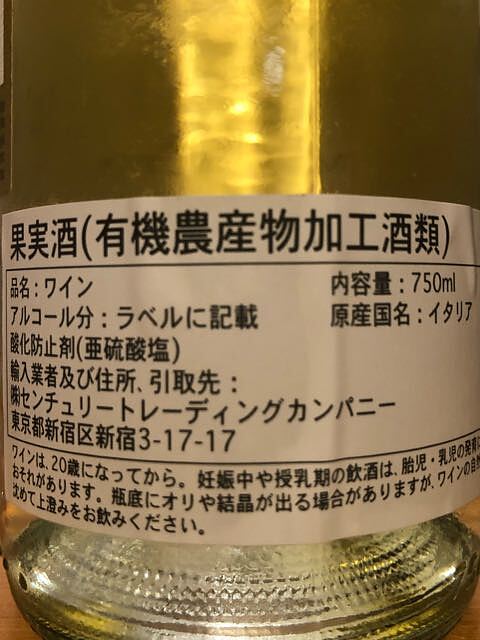 果実酒(有機農産物加工酒類)
品名：ワイン 内容量：750ml
アルコール分：ラベルに記載 原産国名：イタリア
酸化防止剤(亜硫酸塩)
輸入業者及び住所、引取先：
㈱センチュリートレーディングカンパニー
東京都新宿区新宿3-17-17
ワインは、20歳になってから。妊娠中や授乳期の飲酒は、胎児・乳児の発育に
おそれがあります。瓶底にオリや結晶が出る場合がありますが、ワインの自然
沈めて上澄みをお飲みください。